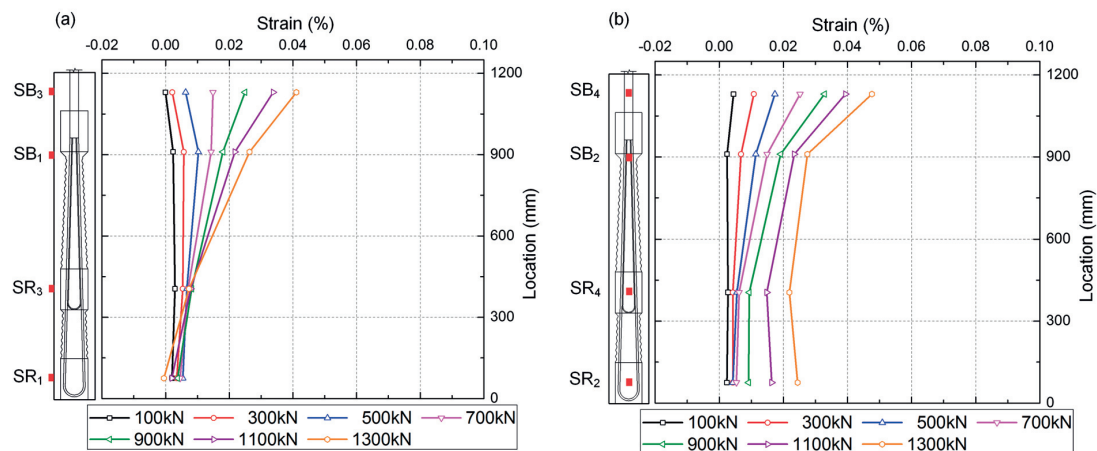 (a)
Strain (%)
-0.02 0.00 0.02 0.04 0.06 0.08 0.10
SB3
SB1
SR3
SR1
1200
900
600
300
0
Location (mm)
100kN 300kN 500kN 700kN
900kN 1100kN 1300kN
(b)
Strain (%)
-0.02 0.00 0.02 0.04 0.06 0.08 0.10
SB4
SB2
SR4
SR2
1200
900
600
300
0
Location (mm)
100kN 300kN 500kN 700kN
900kN 1100kN 1300kN